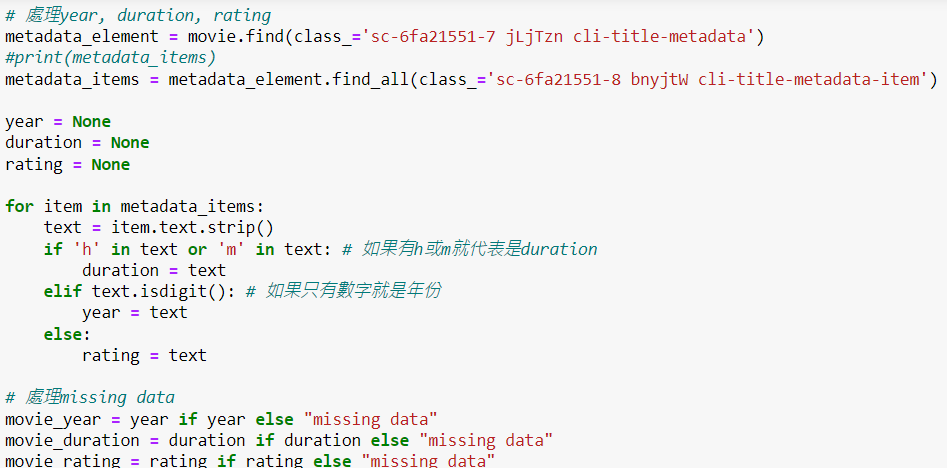 # 處理year, duration, rating
metadata_element = movie.find(class_='sc-6fa21551-7 jLjTzn cli-title-metadata')
#print(metadata_items)
metadata_items = metadata_element.find_all(class_='sc-6fa21551-8 bnyjtW cli-title-metadata-item')
year = None
duration = None
rating = None
for item in metadata_items:
    text = item.text.strip()
    if 'h' in text or 'm' in text: # 如果有h或m就代表是duration
        duration = text
    elif text.isdigit(): # 如果只有數字就是年份
        year = text
    else:
        rating = text
# 處理missing data
movie_year = year if year else "missing data"
movie_duration = duration if duration else "missing data"
movie_rating = rating if rating else "missing data"